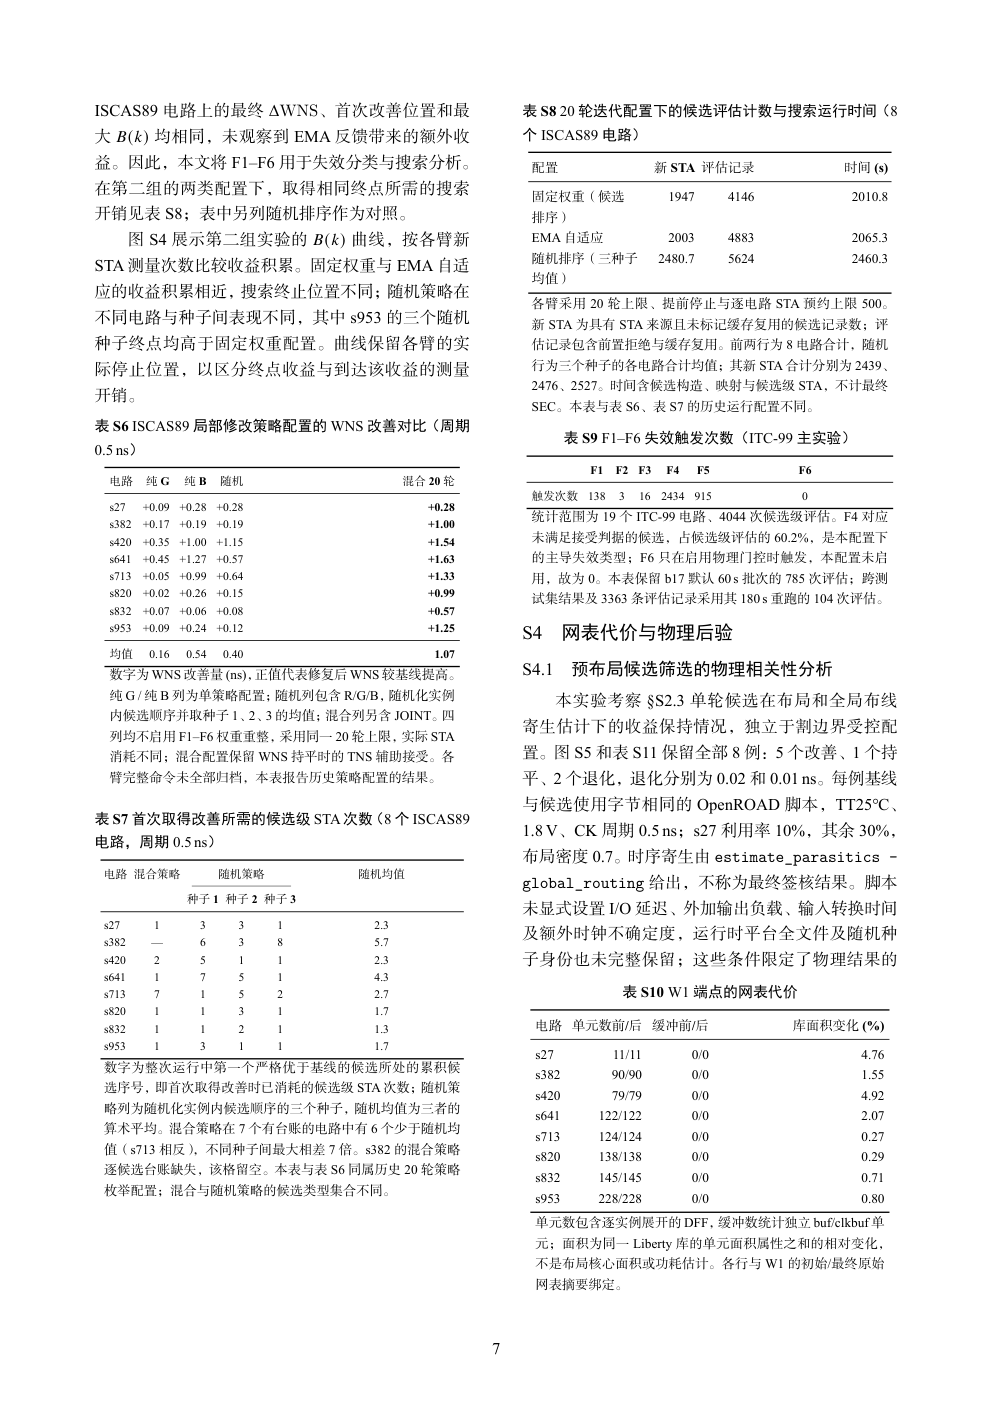 ISCAS89 电路上的最终 ΔWNS、首次改善位置和最
大 B(k) 均相同，未观察到 EMA 反馈带来的额外收
益。因此，本文将 F1–F6 用于失效分类与搜索分析。
在第二组的两类配置下，取得相同终点所需的搜索
开销见表 S8；表中另列随机排序作为对照。
图 S4 展示第二组实验的 B(k) 曲线，按各臂新
STA 测量次数比较收益积累。固定权重与 EMA 自适
应的收益积累相近，搜索终止位置不同；随机策略在
不同电路与种子间表现不同，其中 s953 的三个随机
种子终点均高于固定权重配置。曲线保留各臂的实
际停止位置，以区分终点收益与到达该收益的测量
开销。
表 S6 ISCAS89 局部修改策略配置的 WNS 改善对比（周期
0.5 ns）
电路 纯 G 纯 B 随机 混合 20 轮
s27 +0.09 +0.28 +0.28 +0.28
s382 +0.17 +0.19 +0.19 +1.00
s420 +0.35 +1.00 +1.15 +1.54
s641 +0.45 +1.27 +0.57 +1.63
s713 +0.05 +0.99 +0.64 +1.33
s820 +0.02 +0.26 +0.15 +0.99
s832 +0.07 +0.06 +0.08 +0.57
s953 +0.09 +0.24 +0.12 +1.25
均值 0.16 0.54 0.40 1.07
数字为 WNS 改善量 (ns)，正值代表修复后 WNS 较基线提高。
纯 G / 纯 B 列为单策略配置；随机列包含 R/G/B，随机化实例
内候选顺序并取种子 1、2、3 的均值；混合列另含 JOINT。四
列均不启用 F1–F6 权重重整，采用同一 20 轮上限，实际 STA
消耗不同；混合配置保留 WNS 持平时的 TNS 辅助接受。各
臂完整命令未全部归档，本表报告历史策略配置的结果。
表 S7 首次取得改善所需的候选级 STA 次数（8 个 ISCAS89
电路，周期 0.5 ns）
电路 混合策略 随机策略 随机均值
种子 1 种子 2 种子 3
s27 1 3 3 1 2.3
s382 — 6 3 8 5.7
s420 2 5 1 1 2.3
s641 1 7 5 1 4.3
s713 7 1 5 2 2.7
s820 1 1 3 1 1.7
s832 1 1 2 1 1.3
s953 1 3 1 1 1.7
数字为整次运行中第一个严格优于基线的候选所处的累积候
选序号，即首次取得改善时已消耗的候选级 STA 次数；随机策
略列为随机化实例内候选顺序的三个种子，随机均值为三者的
算术平均。混合策略在 7 个有台账的电路中有 6 个少于随机均
值（s713 相反），不同种子间最大相差 7 倍。s382 的混合策略
逐候选台账缺失，该格留空。本表与表 S6 同属历史 20 轮策略
枚举配置；混合与随机策略的候选类型集合不同。
表 S8 20 轮迭代配置下的候选评估计数与搜索运行时间（8
个 ISCAS89 电路）
配置 新 STA 评估记录 时间 (s)
固定权重（候选 1947 4146 2010.8
排序）
EMA 自适应 2003 4883 2065.3
随机排序（三种子 2480.7 5624 2460.3
均值）
各臂采用 20 轮上限、提前停止与逐电路 STA 预约上限 500。
新 STA 为具有 STA 来源且未标记缓存复用的候选记录数；评
估记录包含前置拒绝与缓存复用。前两行为 8 电路合计，随机
行为三个种子的各电路合计均值；其新 STA 合计分别为 2439、
2476、2527。时间含候选构造、映射与候选级 STA，不计最终
SEC。本表与表 S6、表 S7 的历史运行配置不同。
表 S9 F1–F6 失效触发次数（ITC-99 主实验）
F1 F2 F3 F4 F5 F6
触发次数 138 3 16 2434 915 0
统计范围为 19 个 ITC-99 电路、4044 次候选级评估。F4 对应
未满足接受判据的候选，占候选级评估的 60.2%，是本配置下
的主导失效类型；F6 只在启用物理门控时触发，本配置未启
用，故为 0。本表保留 b17 默认 60 s 批次的 785 次评估；跨测
试集结果及 3363 条评估记录采用其 180 s 重跑的 104 次评估。
S4 网表代价与物理后验
S4.1 预布局候选筛选的物理相关性分析
本实验考察 §S2.3 单轮候选在布局和全局布线
寄生估计下的收益保持情况，独立于割边界受控配
置。图 S5 和表 S11 保留全部 8 例：5 个改善、1 个持
平、2 个退化，退化分别为 0.02 和 0.01 ns。每例基线
与候选使用字节相同的 OpenROAD 脚本，TT25°C、
1.8 V、CK 周期 0.5 ns；s27 利用率 10%，其余 30%，
布局密度 0.7。时序寄生由 estimate_parasitics -
global_routing 给出，不称为最终签核结果。脚本
未显式设置 I/O 延迟、外加输出负载、输入转换时间
及额外时钟不确定度，运行时平台全文件及随机种
子身份也未完整保留；这些条件限定了物理结果的
表 S10 W1 端点的网表代价
电路 单元数前/后 缓冲前/后 库面积变化 (%)
s27 11/11 0/0 4.76
s382 90/90 0/0 1.55
s420 79/79 0/0 4.92
s641 122/122 0/0 2.07
s713 124/124 0/0 0.27
s820 138/138 0/0 0.29
s832 145/145 0/0 0.71
s953 228/228 0/0 0.80
单元数包含逐实例展开的 DFF，缓冲数统计独立 buf/clkbuf 单
元；面积为同一 Liberty 库的单元面积属性之和的相对变化，
不是布局核心面积或功耗估计。各行与 W1 的初始/最终原始
网表摘要绑定。
7